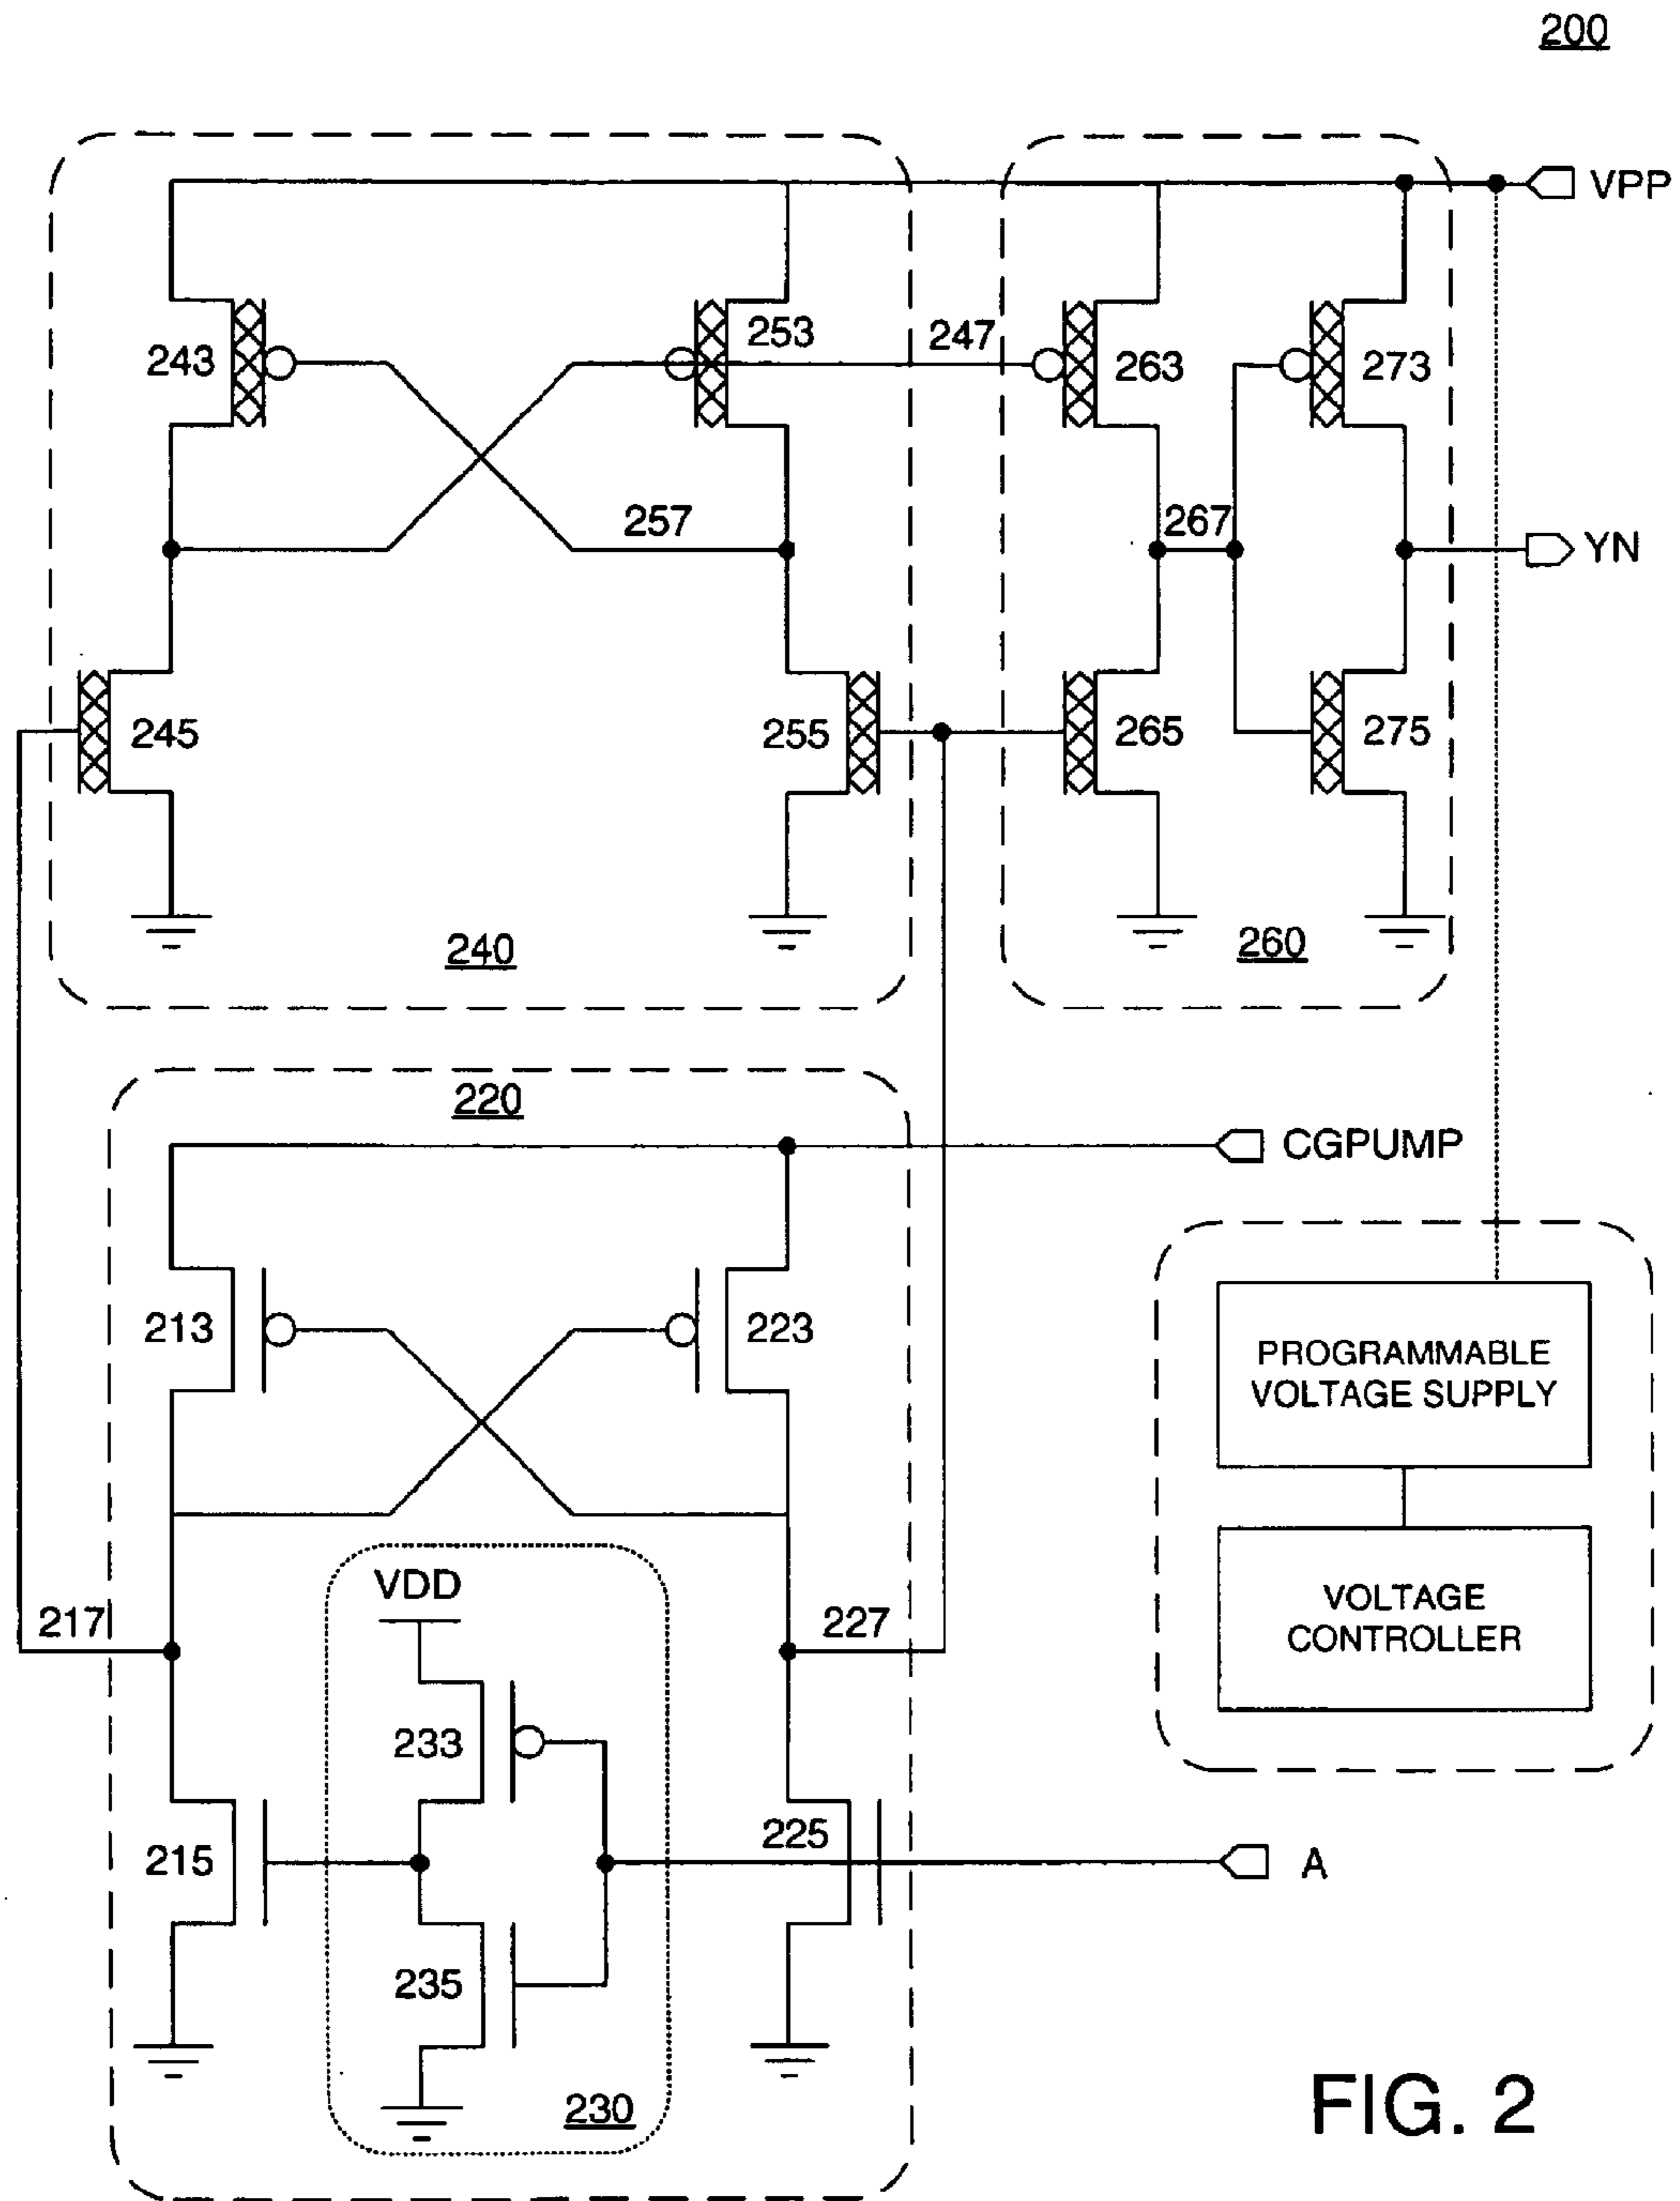 200
VPP
243
253
247
263
273
257
267
YN
245
255
265
275
240
260
220
CGPUMP
213
223
PROGRAMMABLE
VOLTAGE SUPPLY
VDD
217
227
VOLTAGE
CONTROLLER
233
215
225
A
235
230
FIG. 2